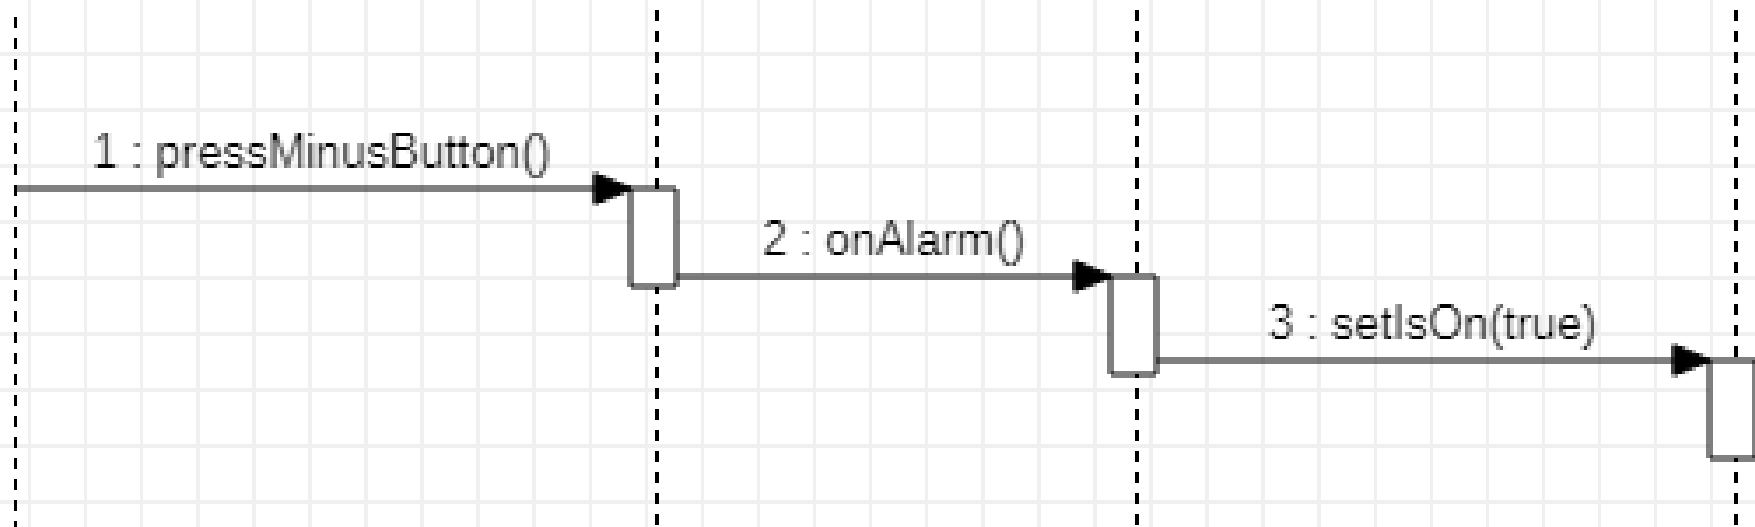 1 : pressMinusButton()
2 : onAlarm()
3 : setIsOn(true)